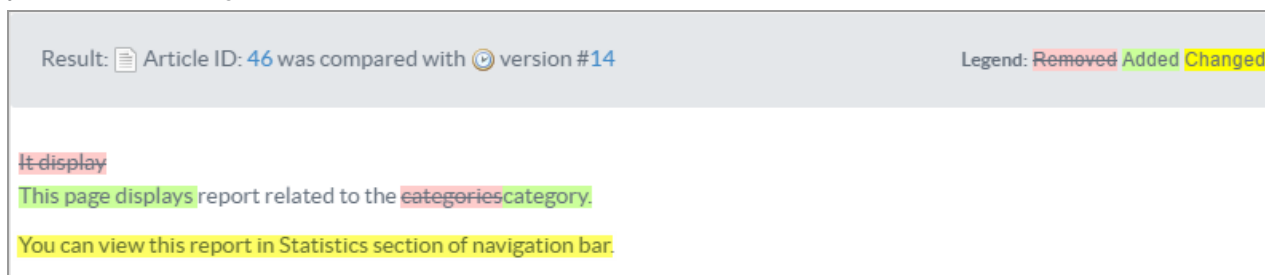 Result: Article ID: 46 was compared with version #14
Legend: Removed Added Changed
It display
This page displays report related to the categoriescategory.
You can view this report in Statistics section of navigation bar.